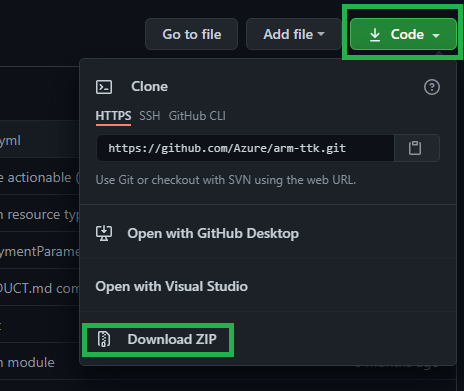 Go to file
Add file
Code
Clone
HTTPS SSH GitHub CLI
https://github.com/Azure/arm-ttk.git
Use Git or checkout with SVN using the web URL.
yml
e actionable (
n resource typ
ymentParame
DUCT.md com
t
n module
Open with GitHub Desktop
Open with Visual Studio
Download ZIP